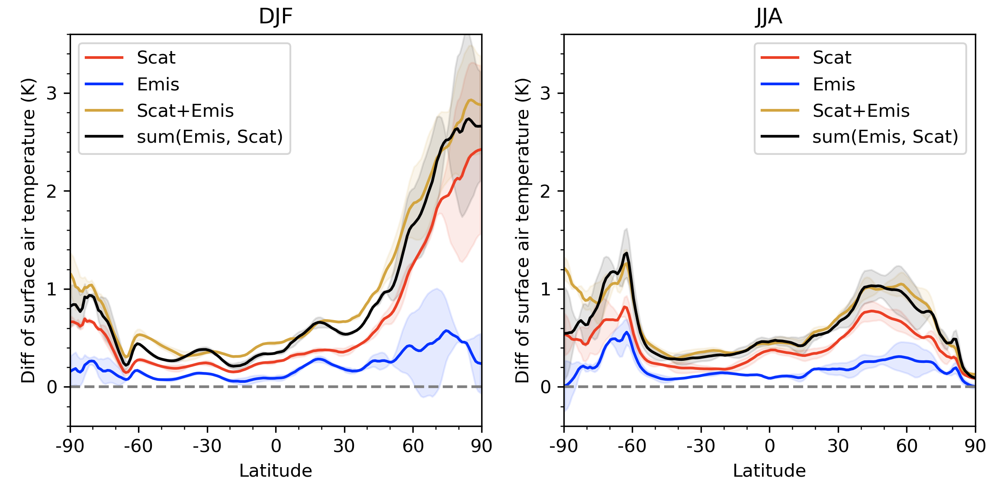 DJF
Diff of surface air temperature (K)
3
2
1
0
Scat
Emis
Scat+Emis
sum(Emis, Scat)
-90
-60
-30
0
30
60
90
Latitude
JJA
Diff of surface air temperature (K)
3
2
1
0
Scat
Emis
Scat+Emis
sum(Emis, Scat)
-90
-60
-30
0
30
60
90
Latitude